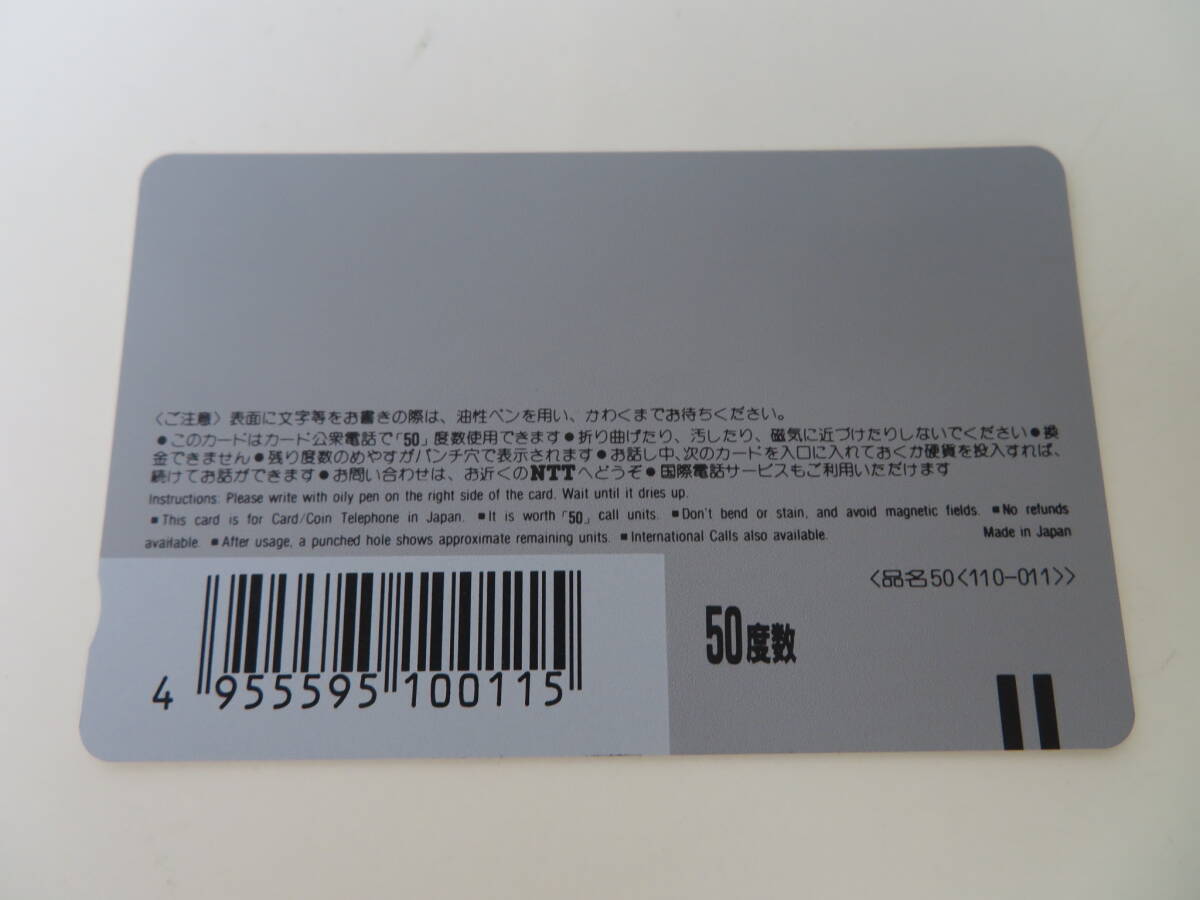 〈ご注意〉表面に文字等をお書きの際は、油性ペンを用い、かわくまでお待ちください。
●このカードはカード公衆電話で「50」度数使用できます●折り曲げたり、汚したり、磁気に近づけたりしないでください●換
金できません●残り度数のめやすがパンチ穴で表示されます●お話し中、次のカードを入口に入れておくか硬貨を投入すれば、
続けてお話ができます●お問い合わせは、お近くのNTTへどうぞ●国際電話サービスもご利用いただけます
Instructions: Please write with oily pen on the right side of the card. Wait until it dries up.
■This card is for Card/Coin Telephone in Japan. ■It is worth「50」call units. ■Don't bend or stain, and avoid magnetic fields. ■No refunds
available. ■After usage, a punched hole shows approximate remaining units. ■International Calls also available. Made in Japan
〈品名50〈110-011〉〉
50度数
4 955595 100115